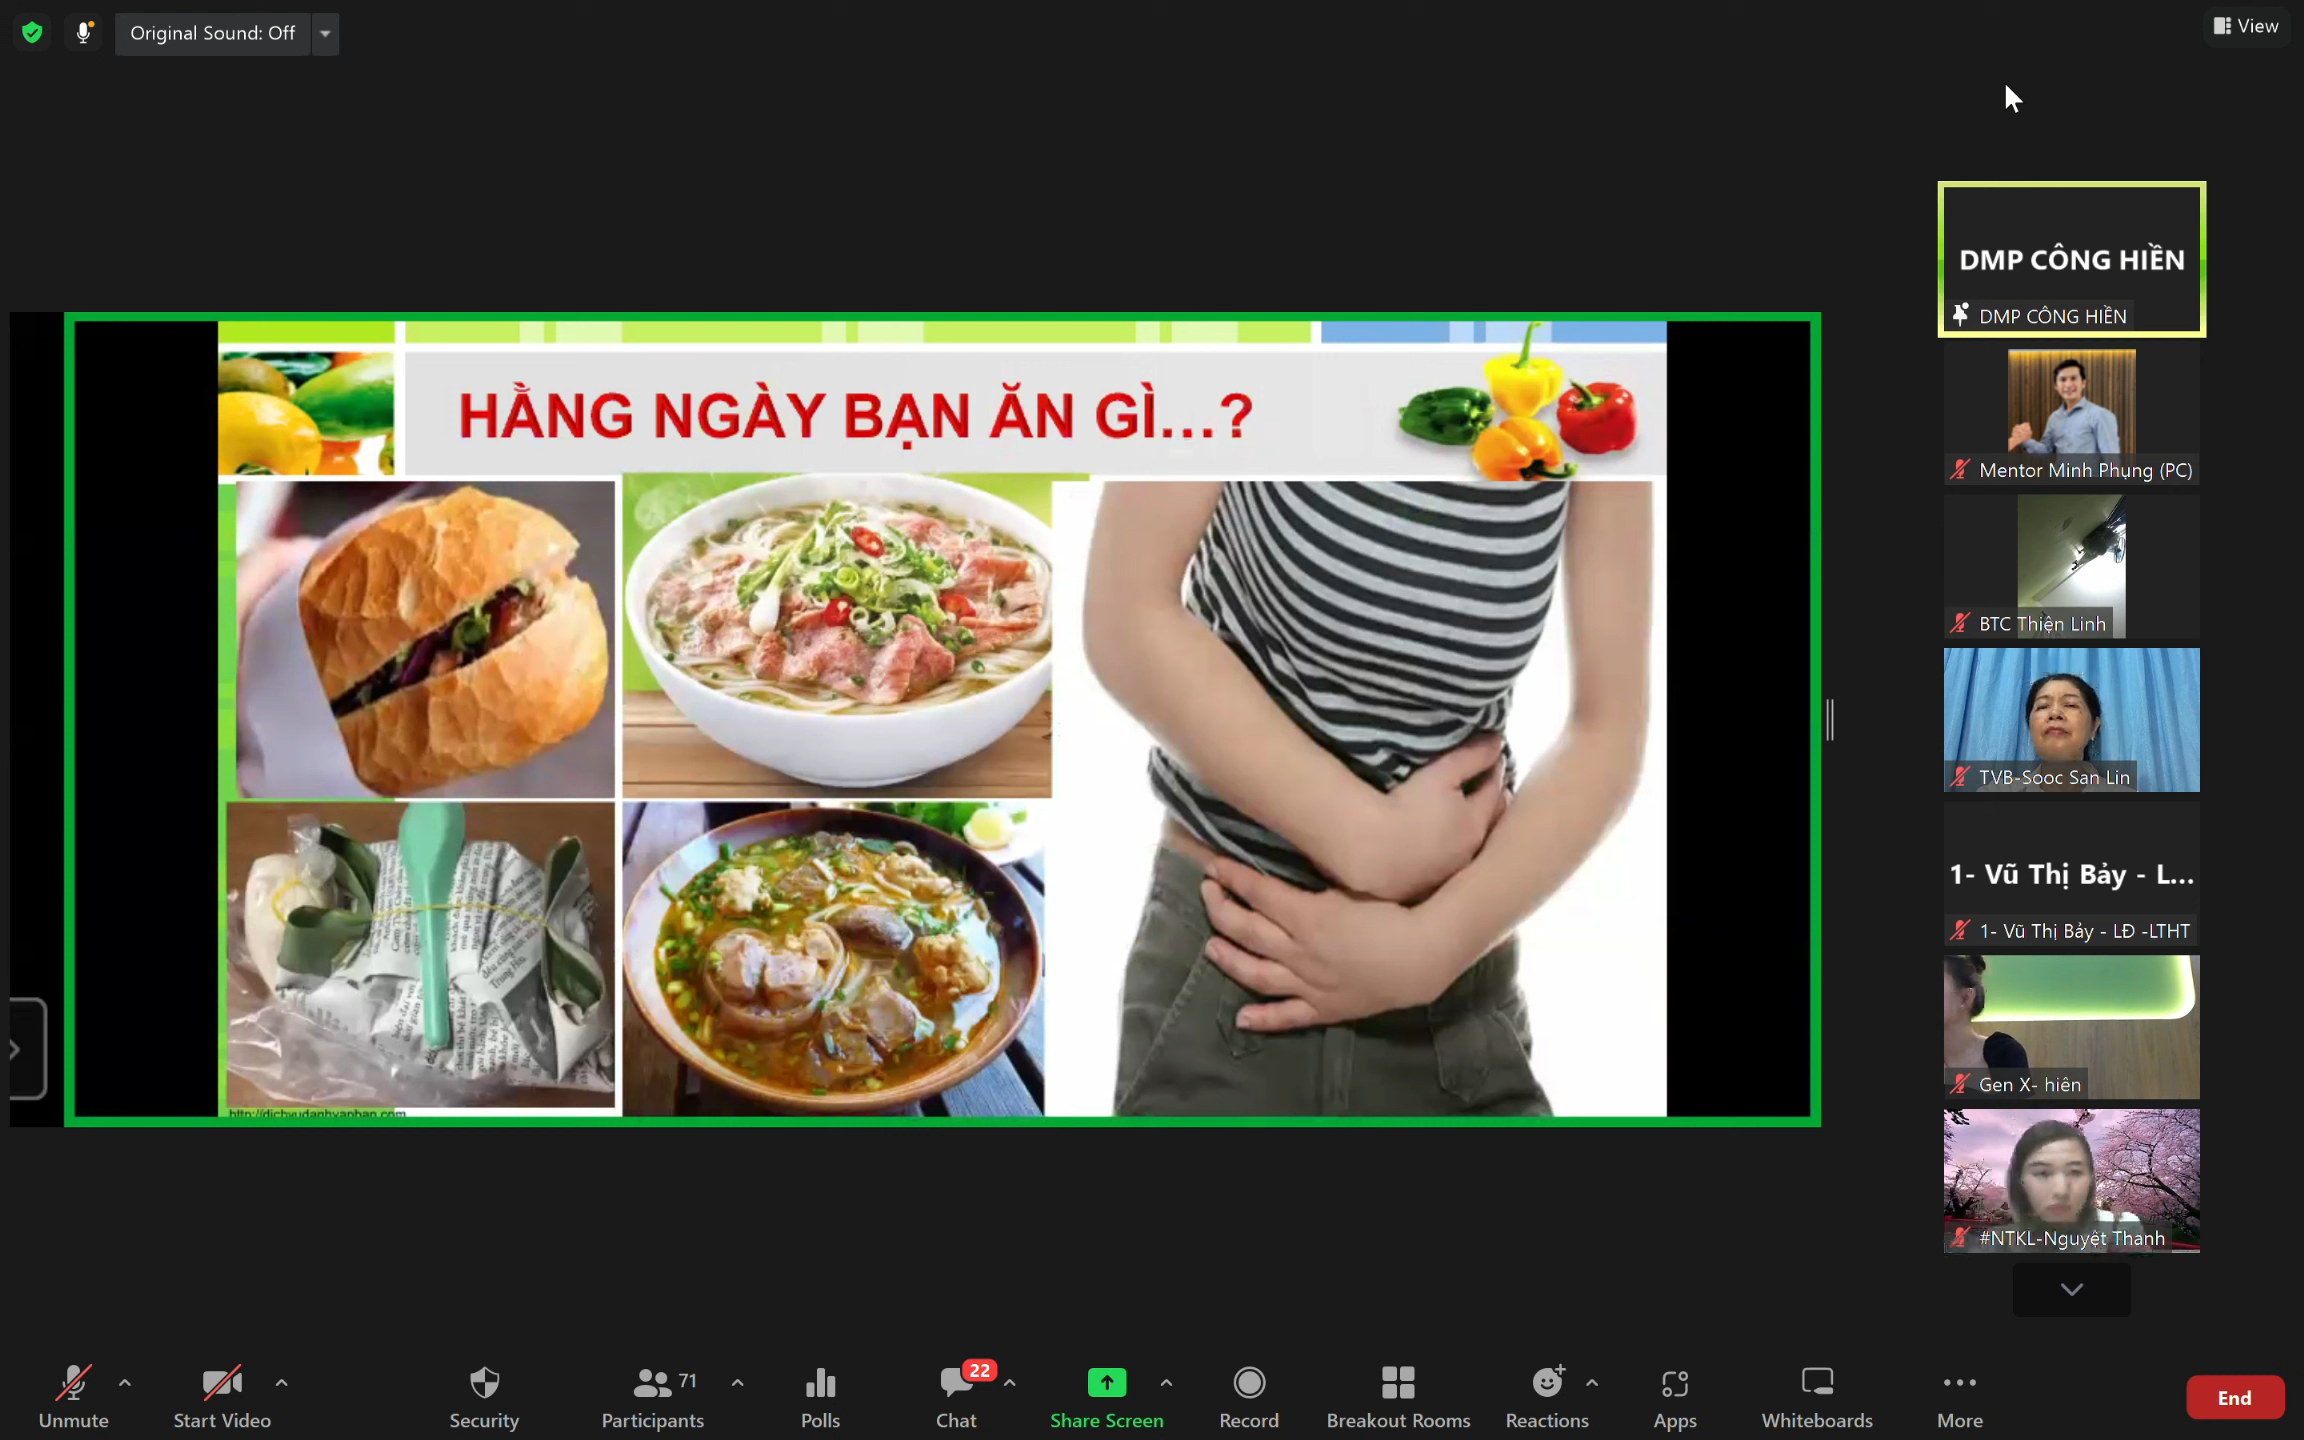 Original Sound: Off
View
DMP CÔNG HIỀN
DMP CÔNG HIỀN
HẰNG NGÀY BẠN ĂN GÌ...?
Mentor Minh Phụng (PC)
BTC Thiện Linh
TVB-Sooc San Lin
1- Vũ Thị Bảy - L...
1- Vũ Thị Bảy - LĐ -LTHT
Gen X- hiên
#NTKL-Nguyệt Thanh
http://dichvudanhvanban.com
Unmute
Start Video
Security
Participants
71
Polls
Chat
22
Share Screen
Record
Breakout Rooms
Reactions
Apps
Whiteboards
More
End